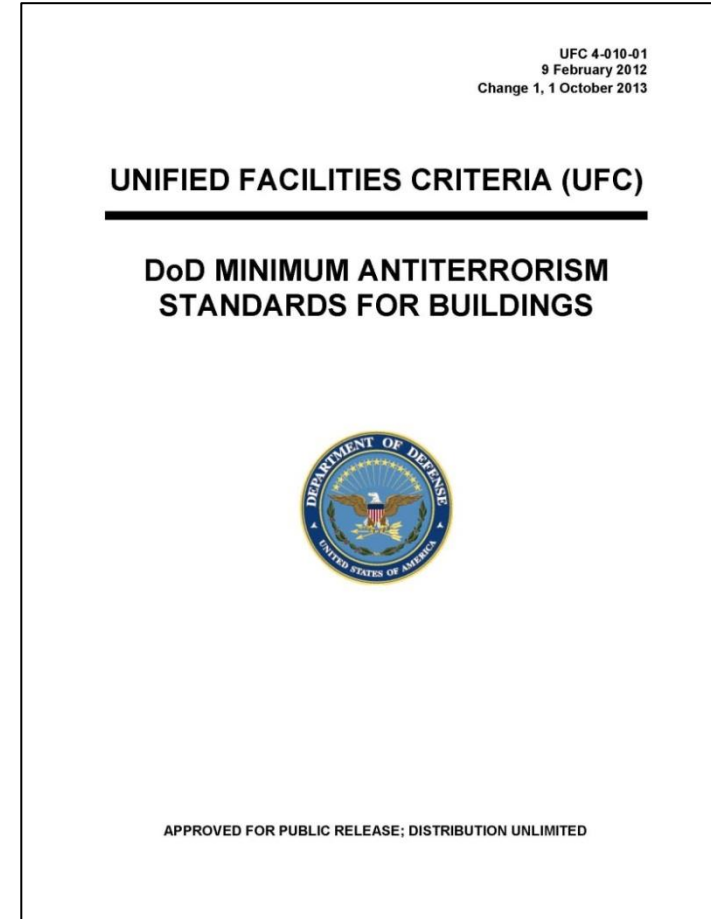 UFC 4-010-01
9 February 2012
Change 1, 1 October 2013
UNIFIED FACILITIES CRITERIA (UFC)
DoD MINIMUM ANTITERRORISM
STANDARDS FOR BUILDINGS
DEPARTMENT OF DEFENSE
UNITED STATES OF AMERICA
APPROVED FOR PUBLIC RELEASE; DISTRIBUTION UNLIMITED